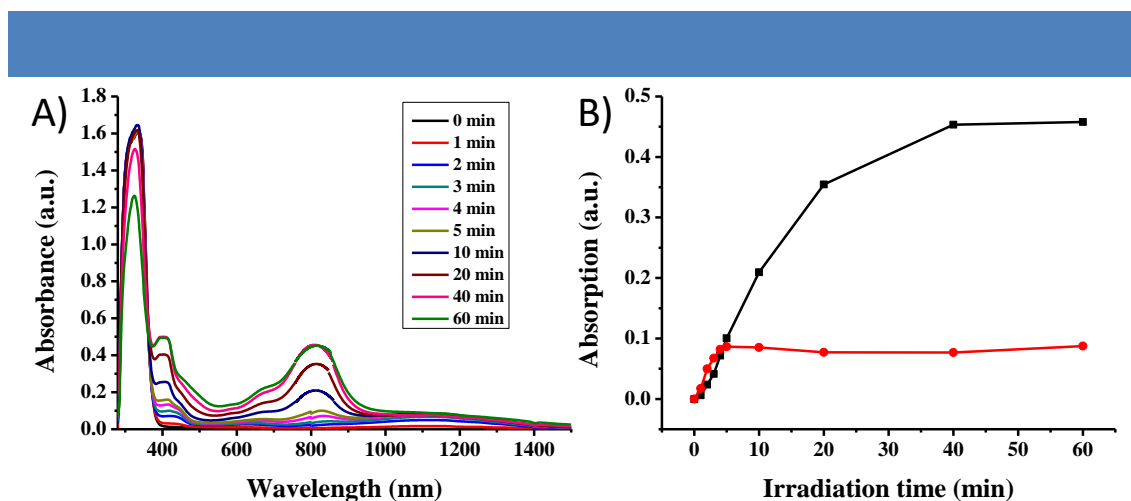 A)
1.8
1.6
1.4
1.2
1.0
0.8
0.6
0.4
0.2
0.0
Absorbance (a.u.)
400 600 800 1000 1200 1400
Wavelength (nm)
0 min
1 min
2 min
3 min
4 min
5 min
10 min
20 min
40 min
60 min
B)
0.5
0.4
0.3
0.2
0.1
0.0
Absorption (a.u.)
0 10 20 30 40 50 60
Irradiation time (min)